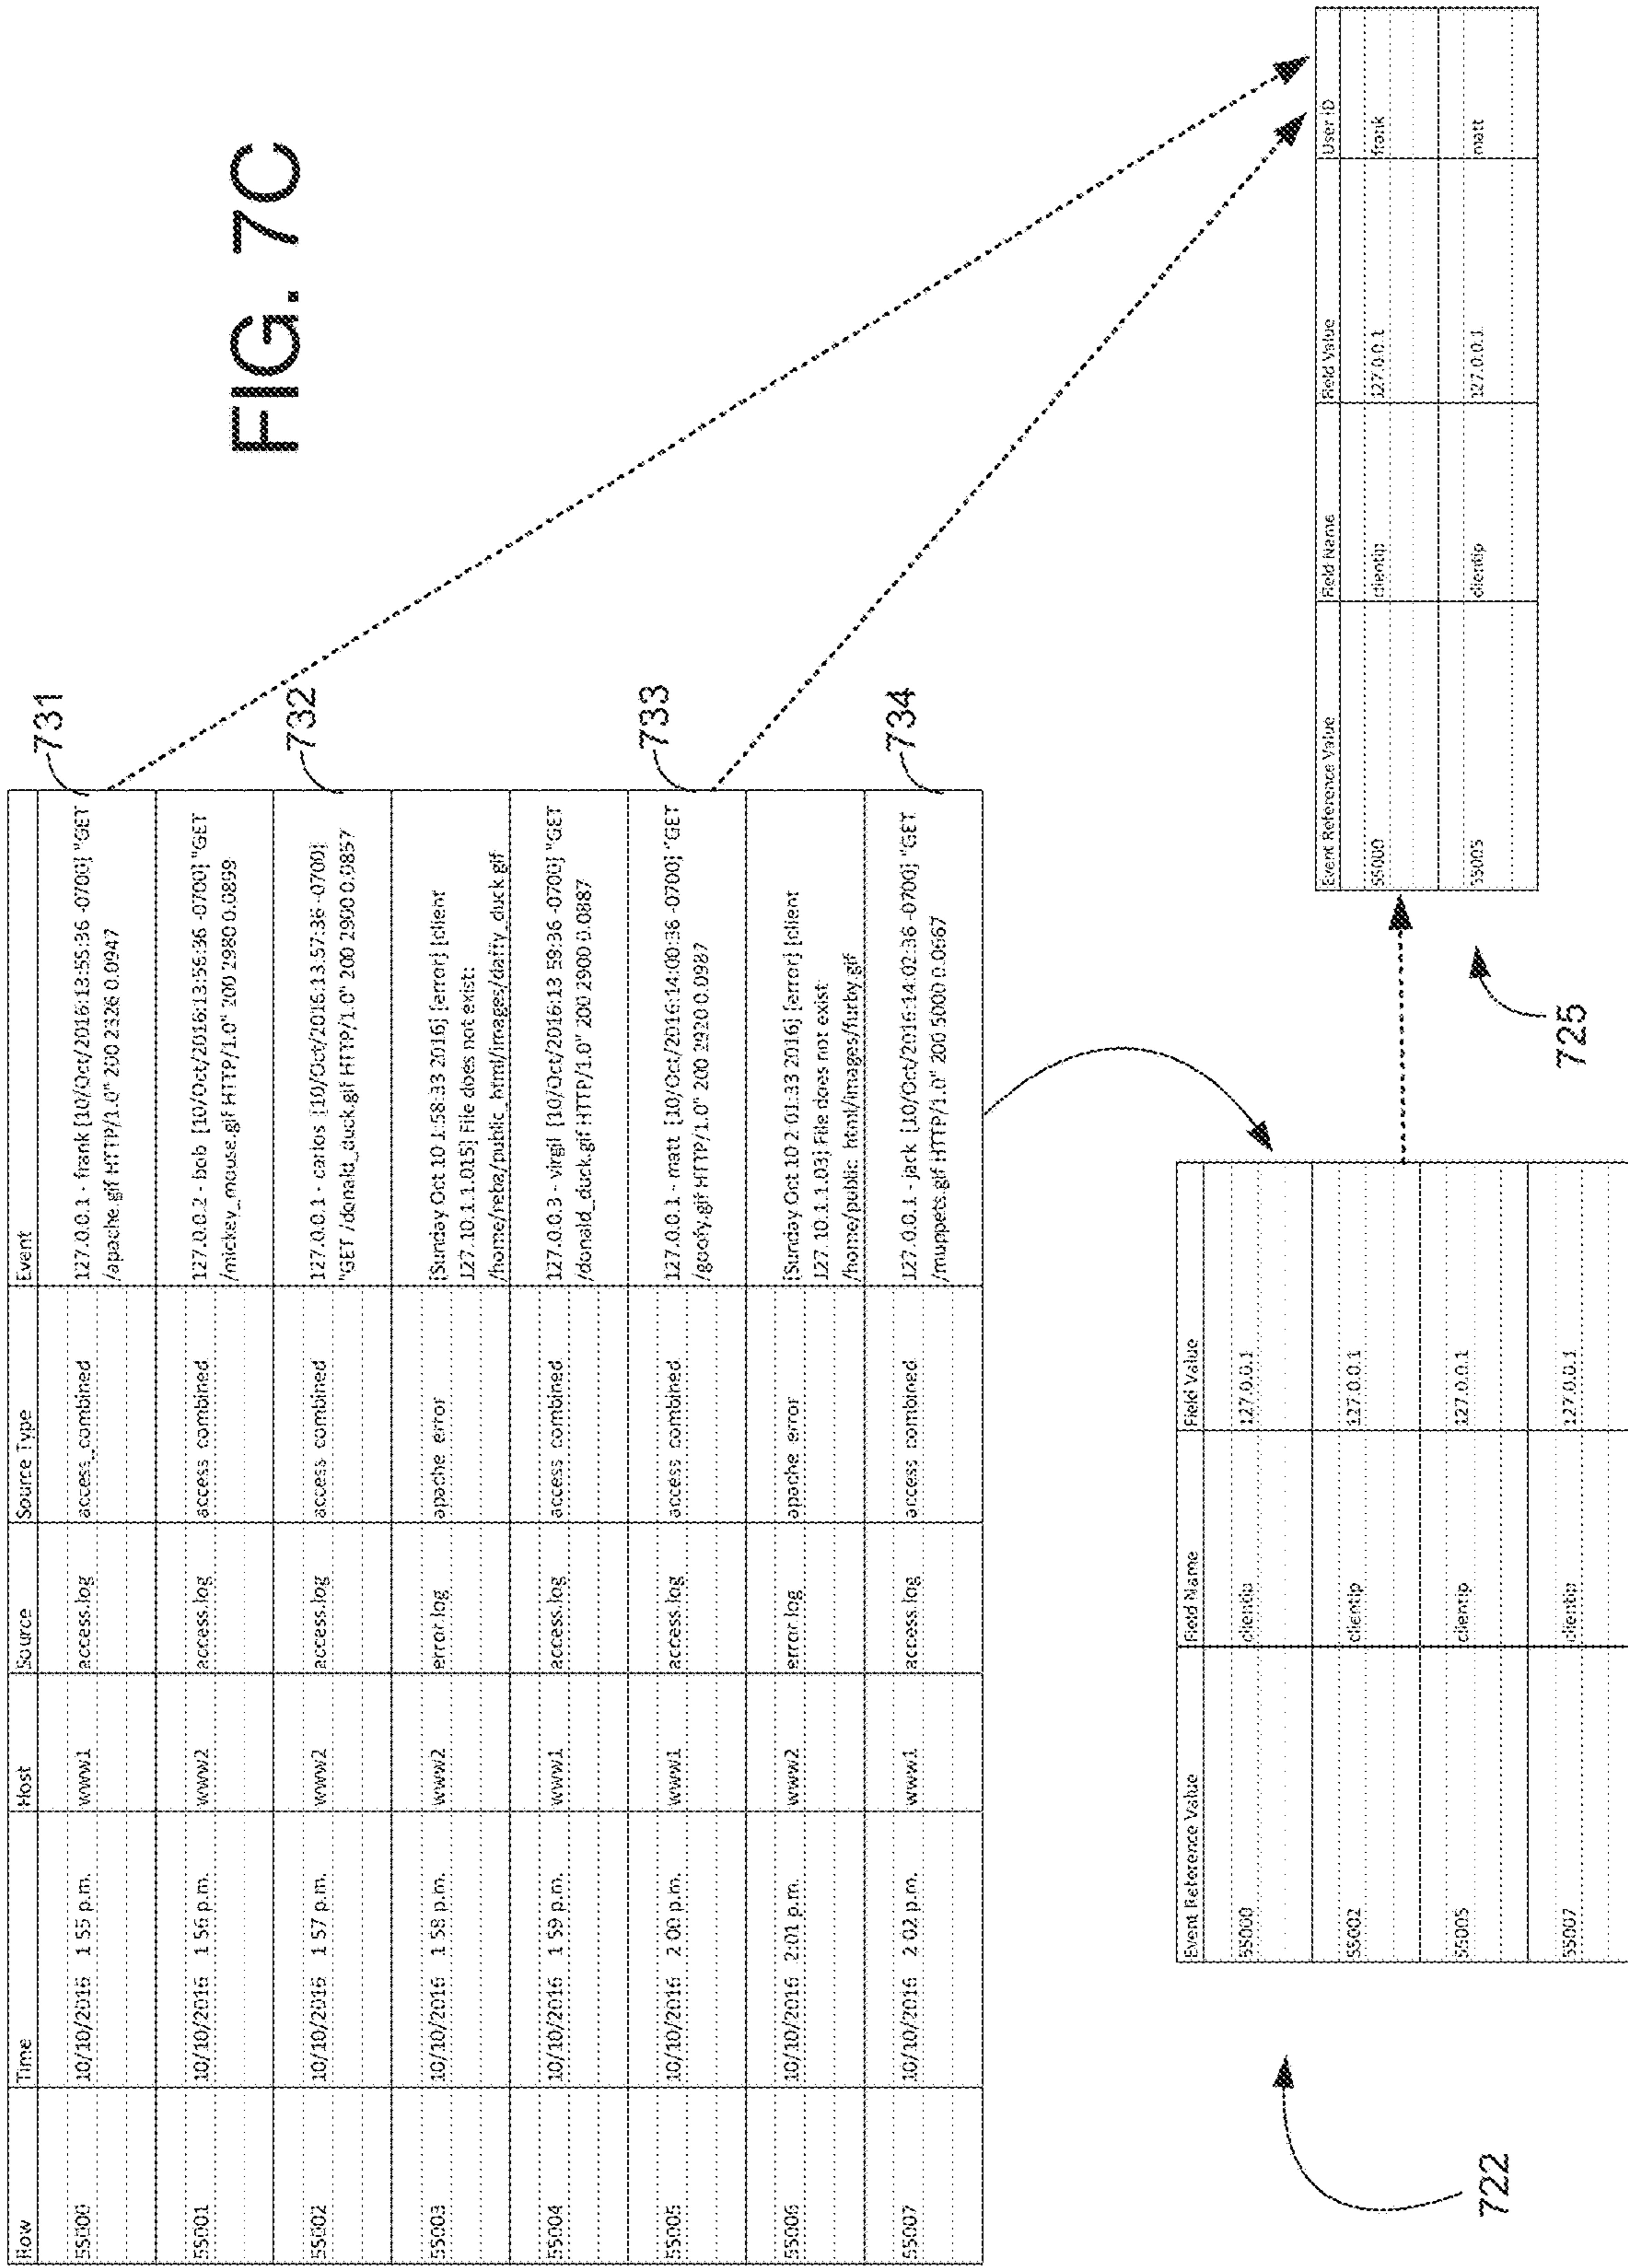 FIG. 7C
Row Time Host Source Source Type Event
55000 10/10/2016 1:55 p.m. www1 access.log access_combined 127.0.0.1 - frank [10/Oct/2016:13:55:36 -0700] "GET
/apache.gif HTTP/1.0" 200 2326 0.0947
731
55001 10/10/2016 1:56 p.m. www2 access.log access_combined 127.0.0.2 - bob [10/Oct/2016:13:56:36 -0700] "GET
/mickey_mouse.gif HTTP/1.0" 200 2980 0.0899
55002 10/10/2016 1:57 p.m. www2 access.log access_combined 127.0.0.1 - carlos [10/Oct/2016:13:57:36 -0700]
"GET /donald_duck.gif HTTP/1.0" 200 2900 0.0857
732
55003 10/10/2016 1:58 p.m. www2 error.log apache_error [Sunday Oct 10 1:58:33 2016] [error] [client
127.10.1.1.015] File does not exist:
/home/reba/public_html/images/daffy_duck.gif
55004 10/10/2016 1:59 p.m. www1 access.log access_combined 127.0.0.3 - virgil [10/Oct/2016:13:59:36 -0700] "GET
/donald_duck.gif HTTP/1.0" 200 2900 0.0887
55005 10/10/2016 2:00 p.m. www1 access.log access_combined 127.0.0.1 - matt [10/Oct/2016:14:00:36 -0700] "GET
/goofy.gif HTTP/1.0" 200 2920 0.0987
733
55006 10/10/2016 2:01 p.m. www2 error.log apache_error [Sunday Oct 10 2:01:33 2016] [error] [client
127.10.1.1.03] File does not exist:
/home/public_html/images/furby.gif
55007 10/10/2016 2:02 p.m. www1 access.log access_combined 127.0.0.1 - jack [10/Oct/2016:14:02:36 -0700] "GET
/muppets.gif HTTP/1.0" 200 5000 0.0667
734
Event Reference Value Field Name Field Value
55000 clientip 127.0.0.1
55002 clientip 127.0.0.1
55005 clientip 127.0.0.1
55007 clientip 127.0.0.1
722
Event Reference Value Field Name Field Value User ID
55000 clientip 127.0.0.1 frank
55005 clientip 127.0.0.1 matt
725